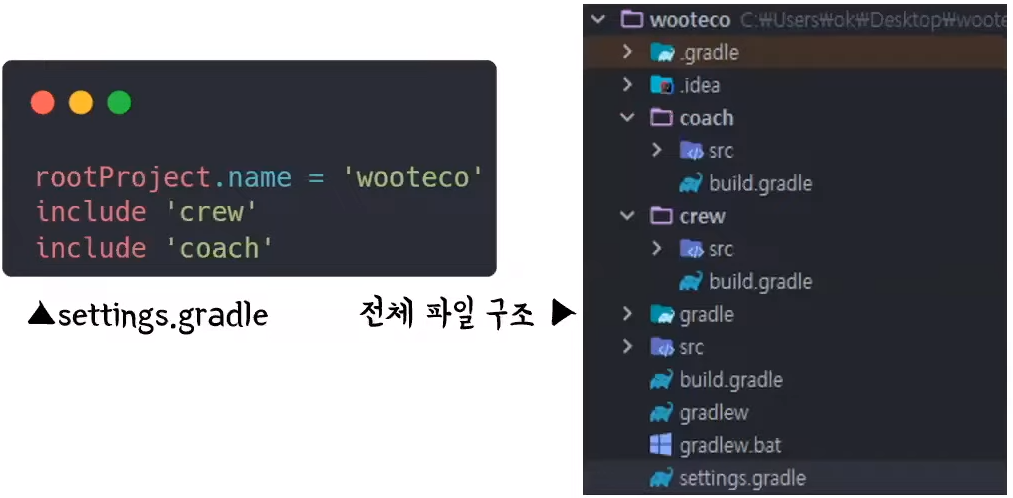 rootProject.name = 'wooteco'
include 'crew'
include 'coach'
▲settings.gradle
전체 파일 구조 ▶
wooteco C:₩Users₩ok₩Desktop₩woote
.gradle
.idea
coach
src
build.gradle
crew
src
build.gradle
gradle
src
build.gradle
gradlew
gradlew.bat
settings.gradle